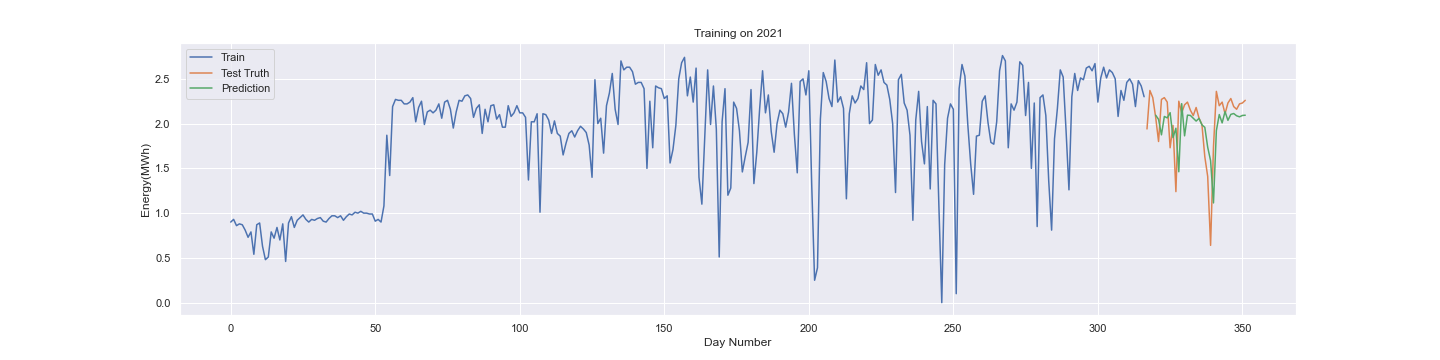 Training on 2021
Train
Test Truth
Prediction
Energy(MWh)
2.5
2.0
1.5
1.0
0.5
0.0
0 50 100 150 200 250 300 350
Day Number